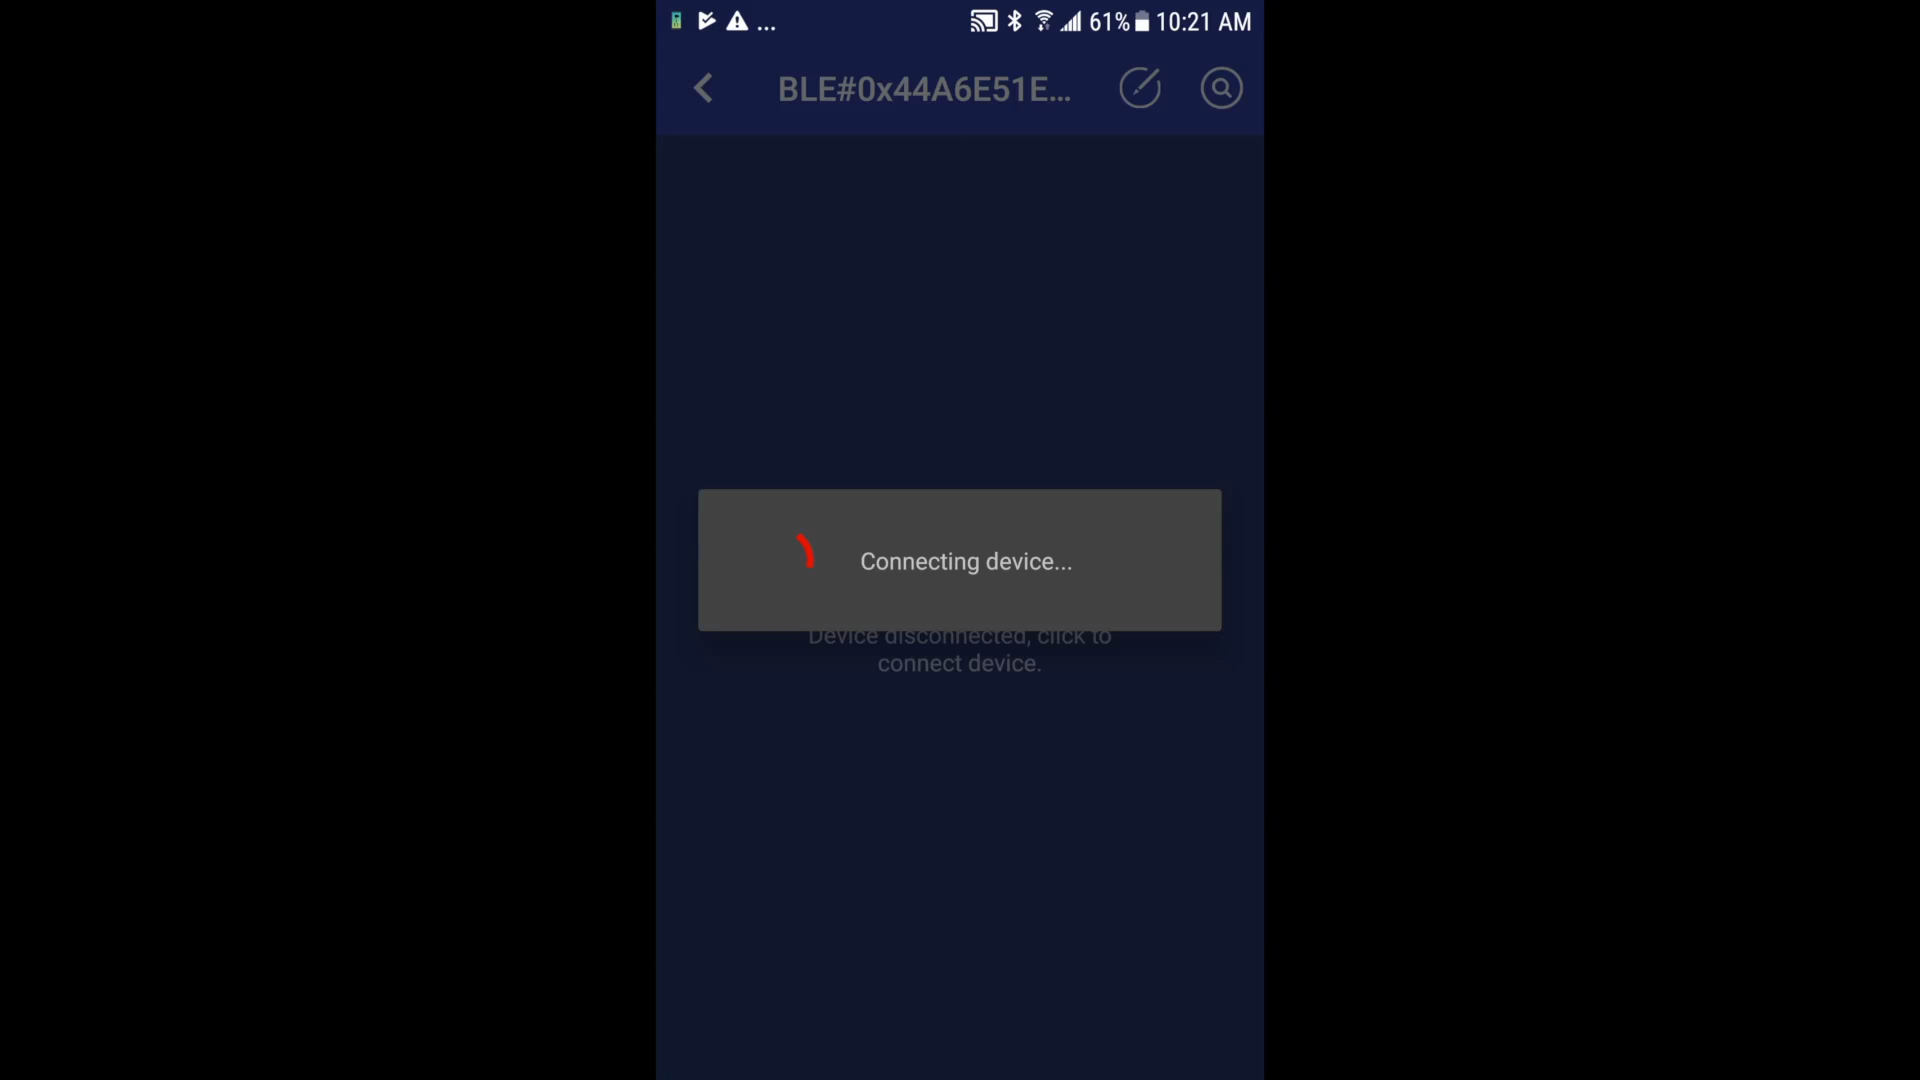 ... 61% 10:21 AM
BLE#0x44A6E51E...
Connecting device...
Device disconnected, click to
connect device.